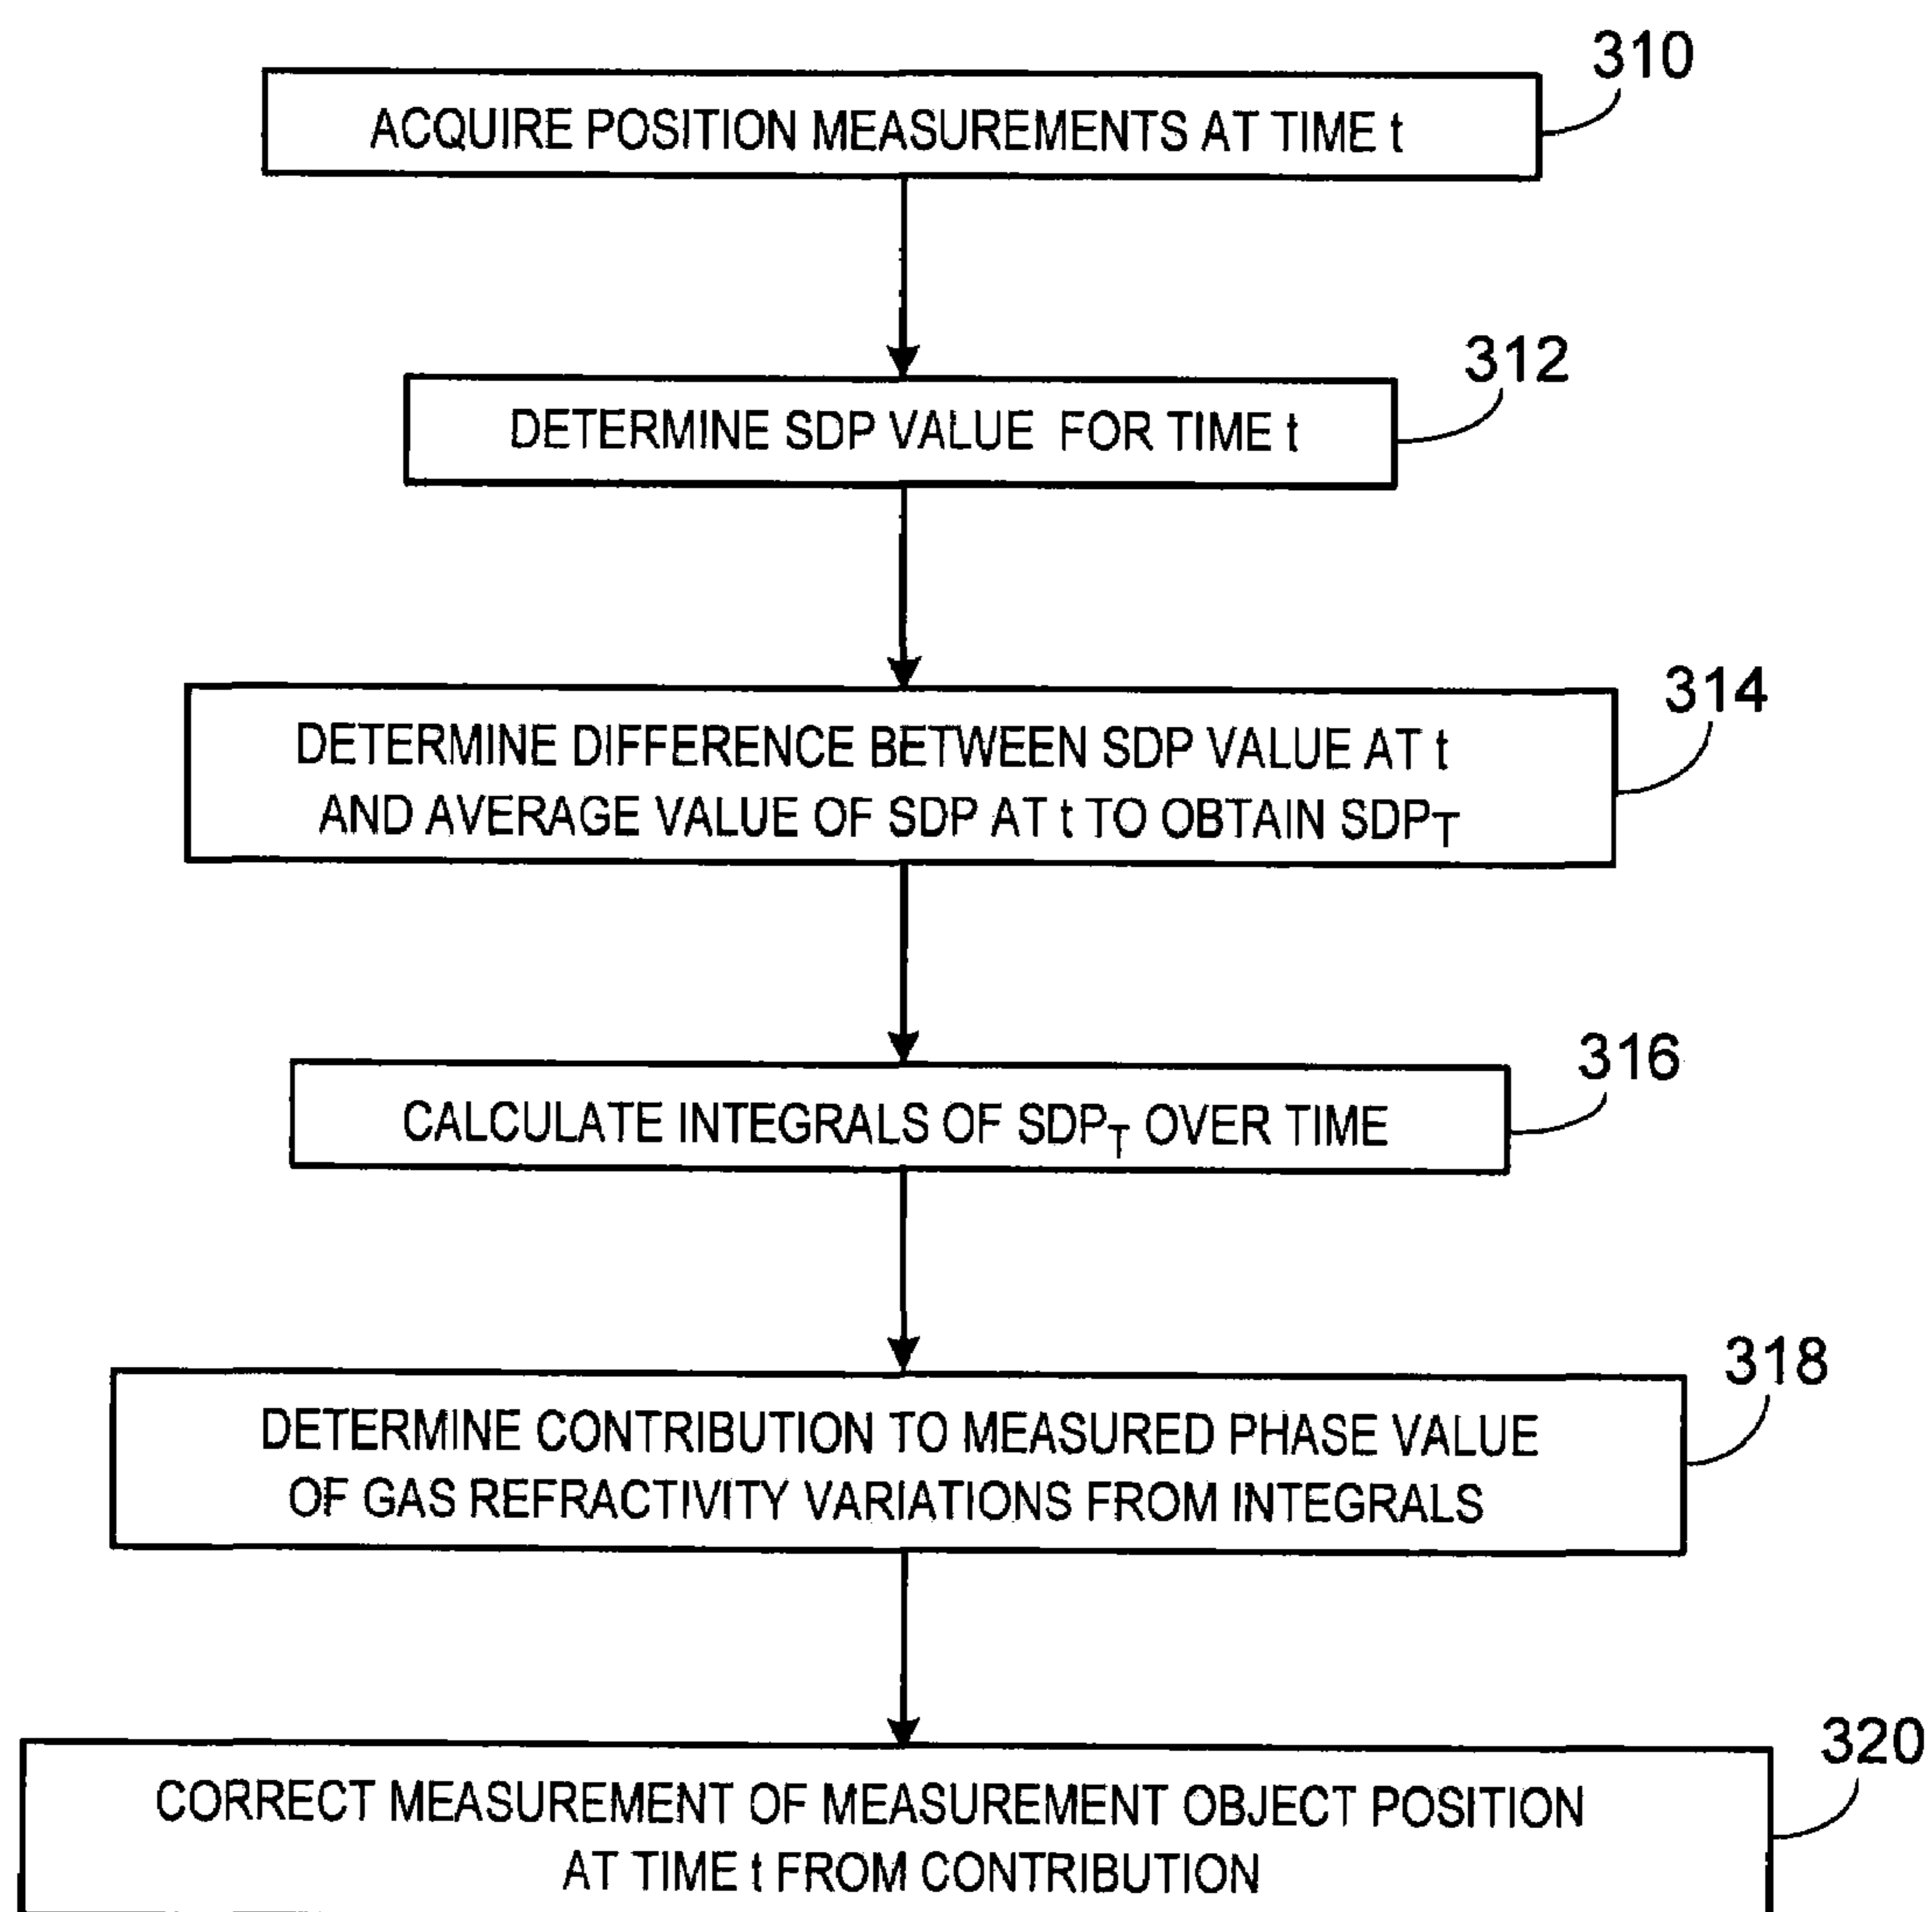 310
ACQUIRE POSITION MEASUREMENTS AT TIME t
312
DETERMINE SDP VALUE FOR TIME t
314
DETERMINE DIFFERENCE BETWEEN SDP VALUE AT t
AND AVERAGE VALUE OF SDP AT t TO OBTAIN SDP_T
316
CALCULATE INTEGRALS OF SDP_T OVER TIME
318
DETERMINE CONTRIBUTION TO MEASURED PHASE VALUE
OF GAS REFRACTIVITY VARIATIONS FROM INTEGRALS
320
CORRECT MEASUREMENT OF MEASUREMENT OBJECT POSITION
AT TIME t FROM CONTRIBUTION